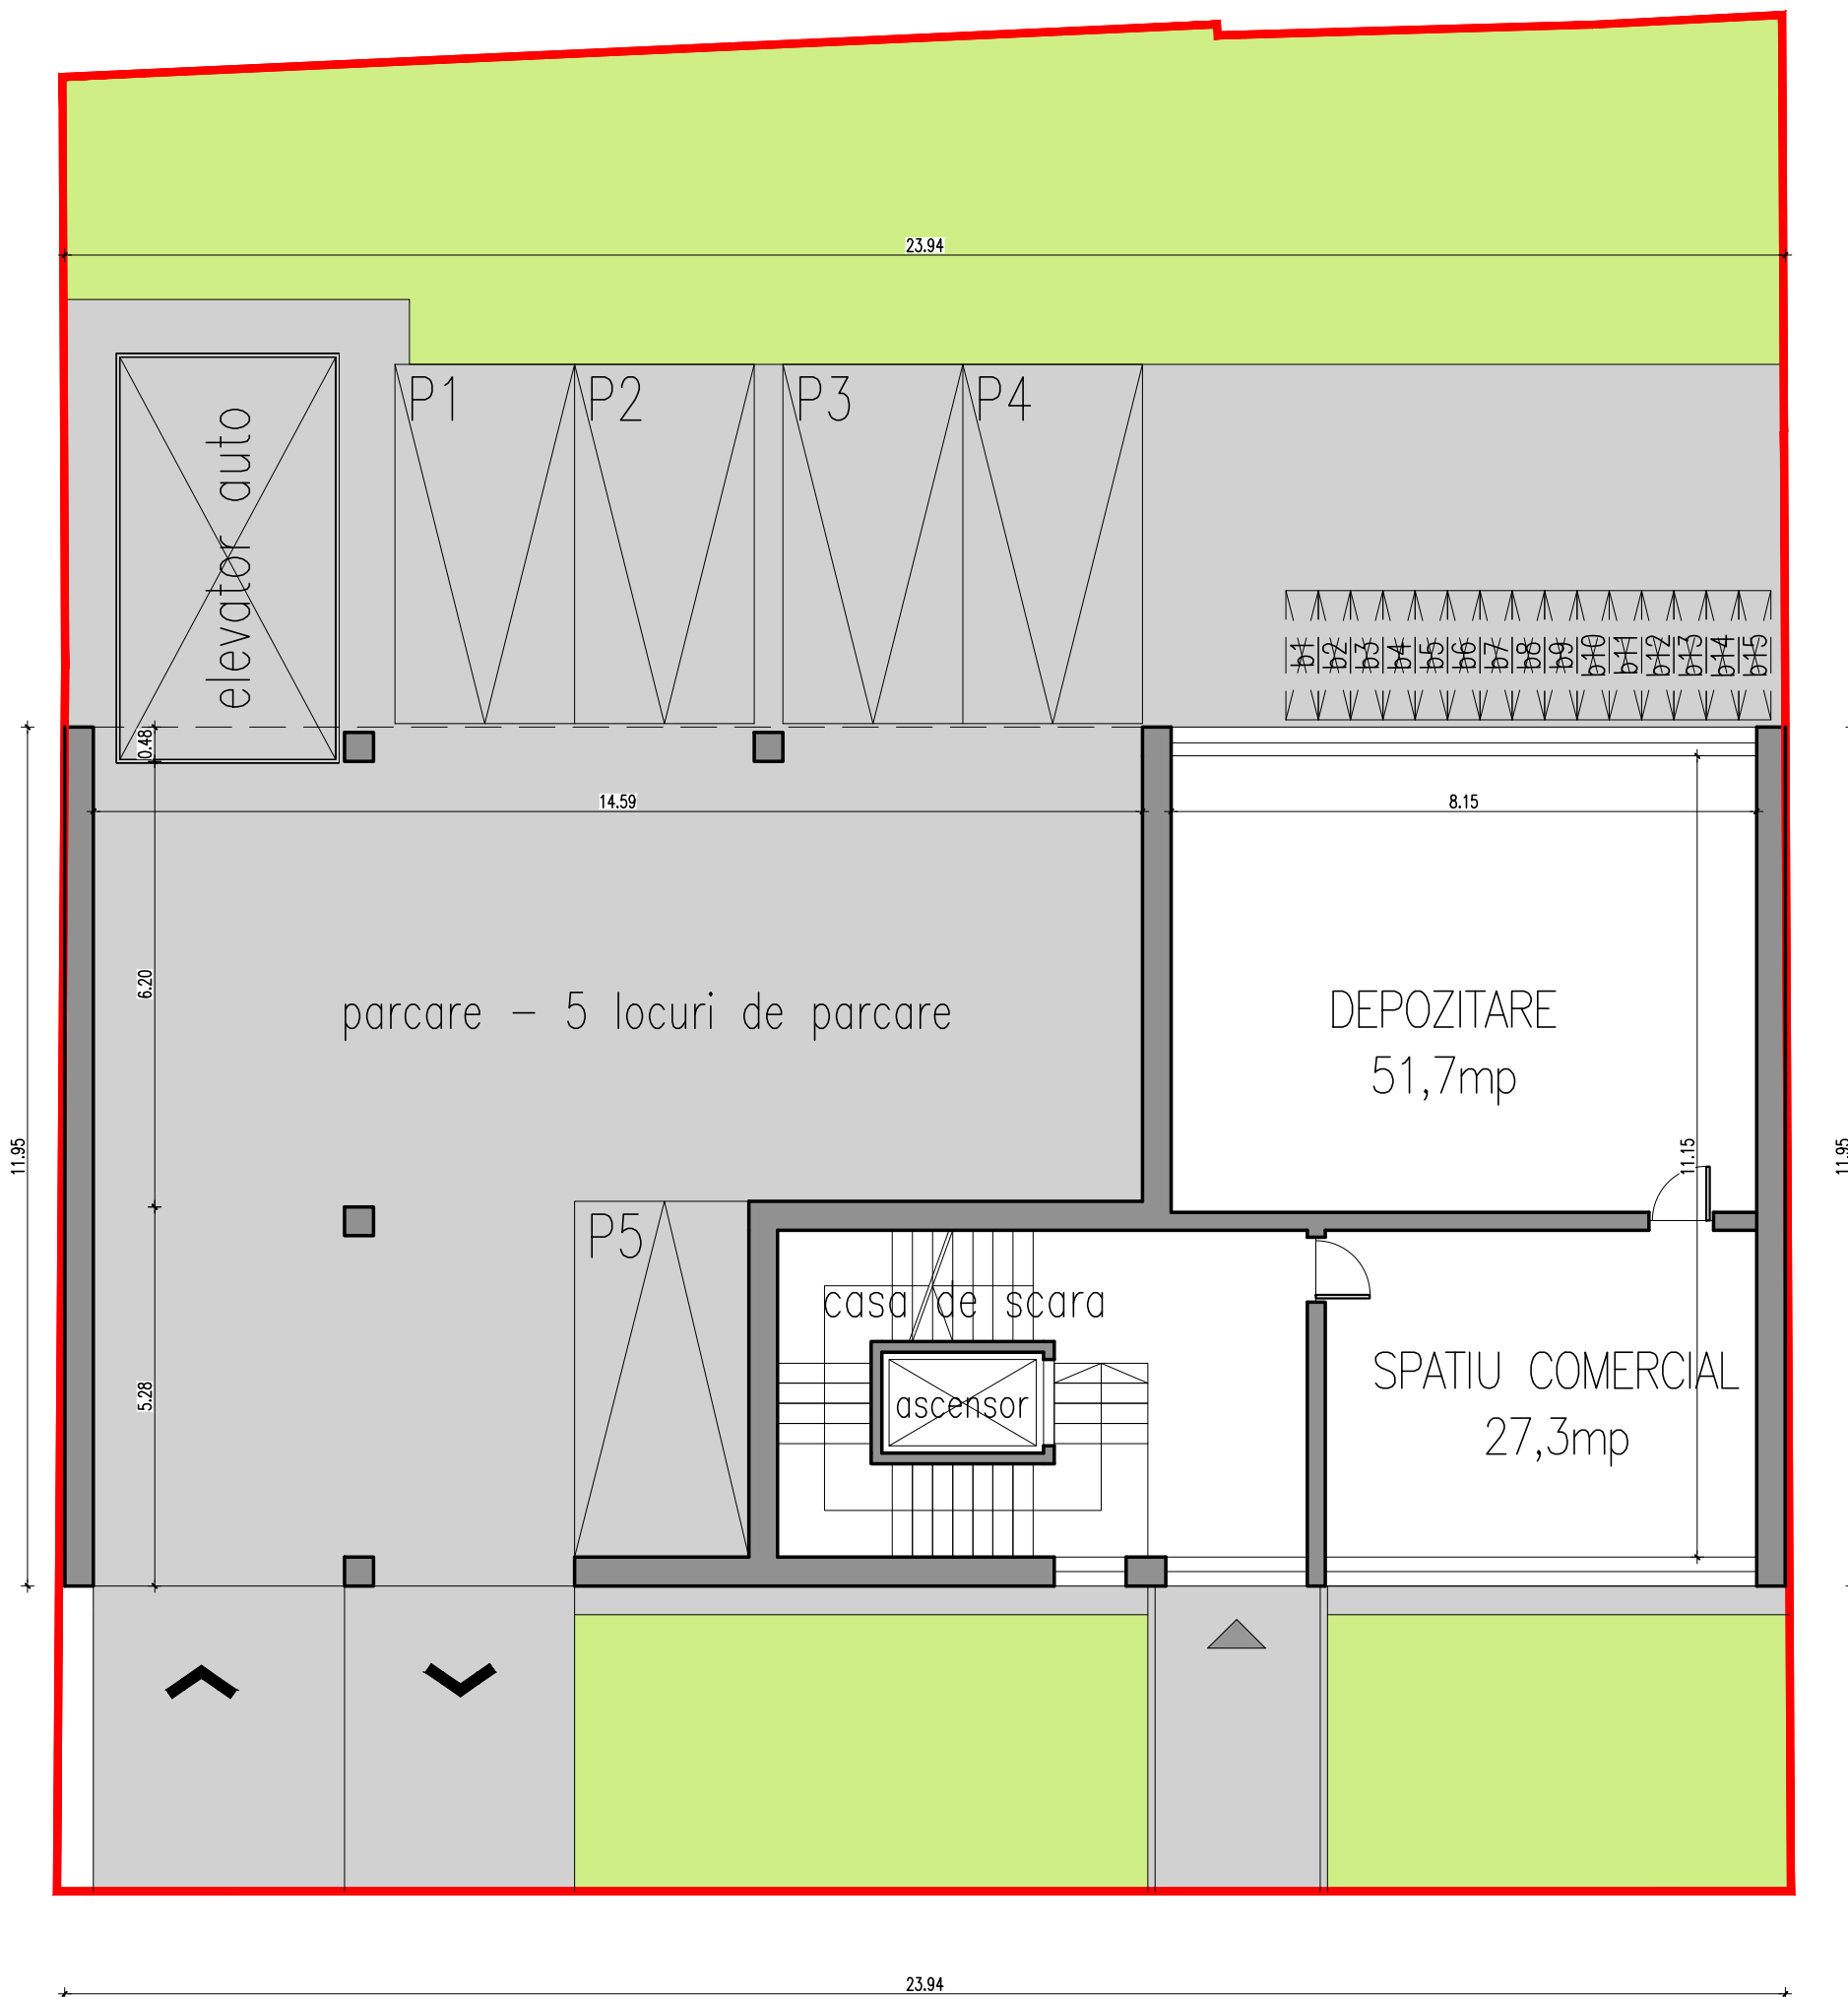 23.94
P1
P2
P3
P4
elevator auto
b1
b2
b3
b4
b5
b6
b7
b8
b9
b10
b11
b12
b13
b14
b15
0.48
14.59
8.15
6.20
parcare - 5 locuri de parcare
DEPOZITARE
51,7mp
11.95
11.15
11.95
P5
casa de scara
5.28
ascensor
SPATIU COMERCIAL
27,3mp
23.94